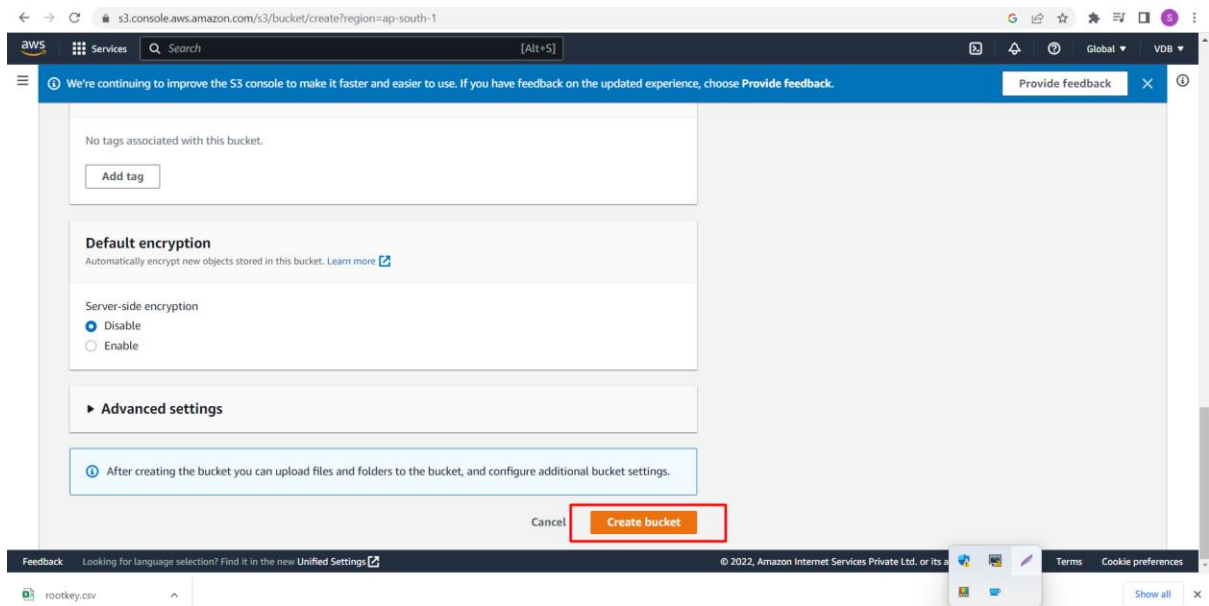 s3.console.aws.amazon.com/s3/bucket/create?region=ap-south-1
G
S
aws
Services
Search
[Alt+S]
Global
VDB
We're continuing to improve the S3 console to make it faster and easier to use. If you have feedback on the updated experience, choose Provide feedback.
Provide feedback
No tags associated with this bucket.
Add tag
Default encryption
Automatically encrypt new objects stored in this bucket. Learn more
Server-side encryption
Disable
Enable
Advanced settings
After creating the bucket you can upload files and folders to the bucket, and configure additional bucket settings.
Cancel
Create bucket
Feedback
Looking for language selection? Find it in the new Unified Settings
© 2022, Amazon Internet Services Private Ltd. or its a
Terms
Cookie preferences
rootkey.csv
Show all